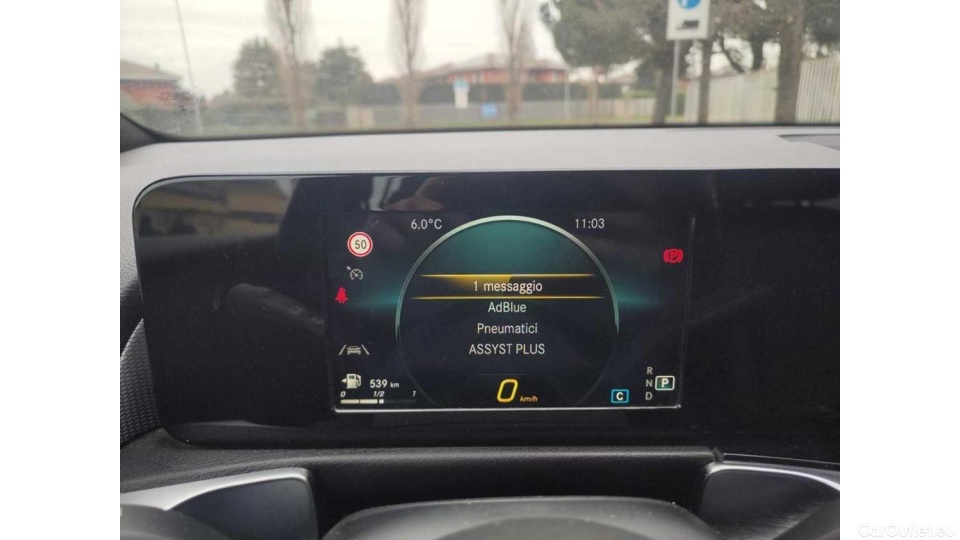 6.0°C
11:03
50
1 messaggio
AdBlue
Pneumatici
ASSYST PLUS
539 km
0 1/2 1
0 km/h
C
R
N P
D
P
CarOutlet.eu